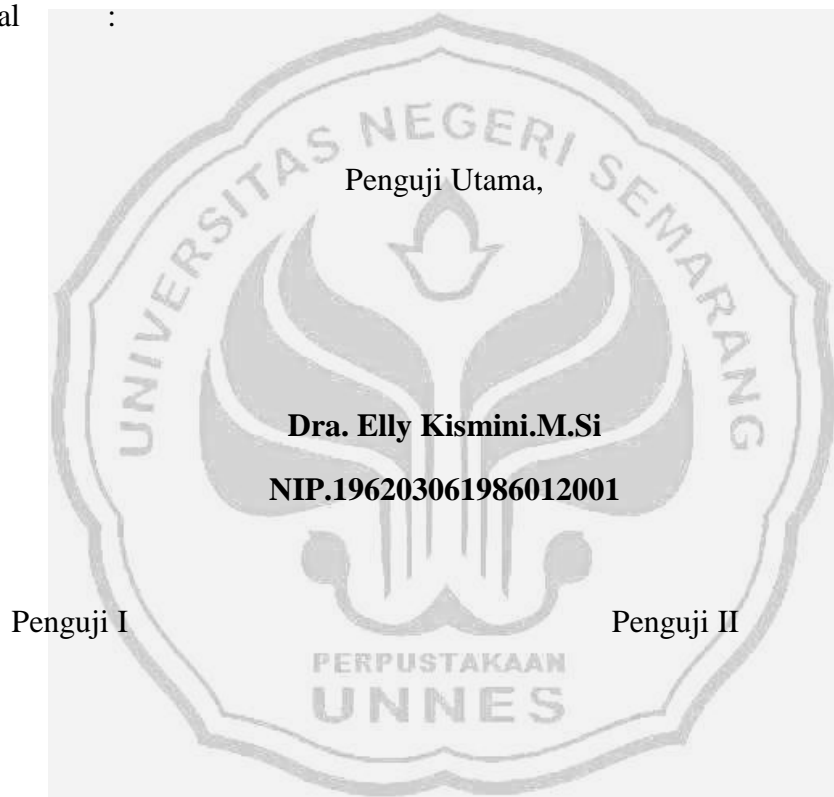 al :
UNIVERSITAS NEGERI SEMARANG
Penguji Utama,
Dra. Elly Kismini.M.Si
NIP.196203061986012001
Penguji I Penguji II
PERPUSTAKAAN
UNNES